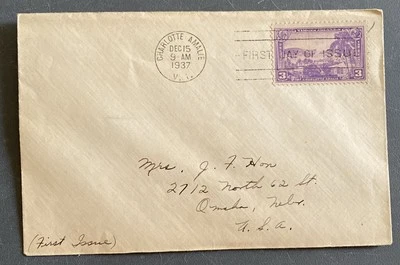 CHARLOTTE AMALIE
DEC 15
9 AM
1937
V.I.
FIRST DAY OF ISSUE
3¢ 3¢
Mrs. J. F. Hon
2712 North 62 St.
Omaha, Nebr.
U.S.A.
(First Issue)